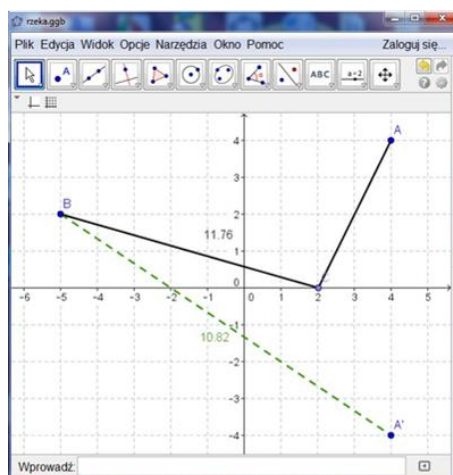 rzeka.ggb
Plik Edycja Widok Opcje Narzędzia Okno Pomoc Zaloguj się...
A ABC a=2
A
4
3
B
2
11.76
1
C
-6 -5 -4 -3 -2 -1 0 1 2 3 4 5
-1
10.82
-2
-3
A'
-4
Wprowadź: